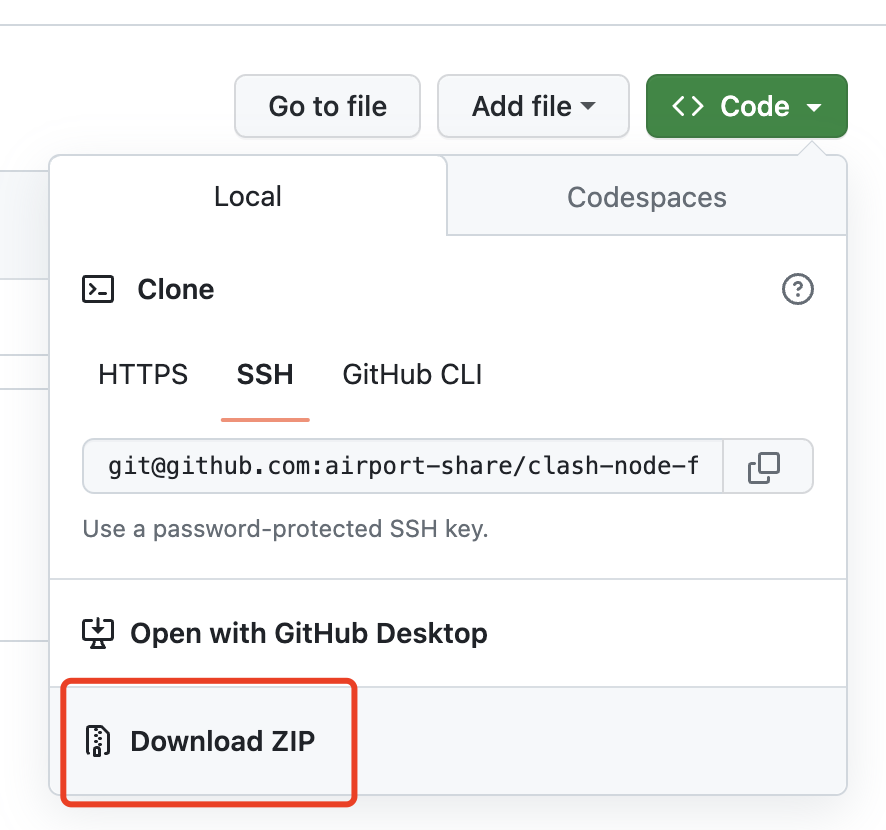 Go to file
Add file
Code
Local
Codespaces
Clone
HTTPS
SSH
GitHub CLI
git@github.com:airport-share/clash-node-f
Use a password-protected SSH key.
Open with GitHub Desktop
Download ZIP